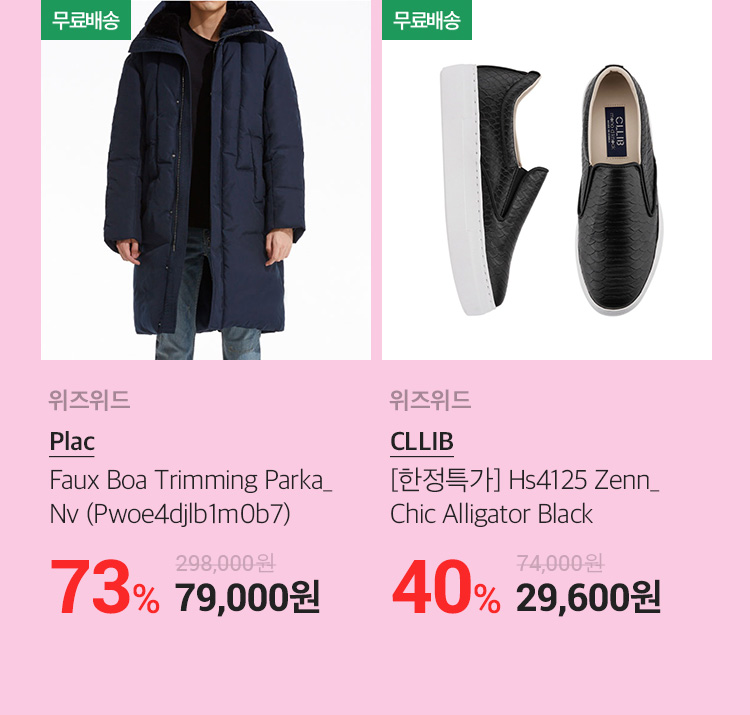 무료배송
무료배송
CLLIB
위즈위드
Plac
Faux Boa Trimming Parka_
Nv (Pwoe4djlb1m0b7)
73% 298,000원
79,000원
위즈위드
CLLIB
[한정특가] Hs4125 Zenn_
Chic Alligator Black
40% 74,000원
29,600원